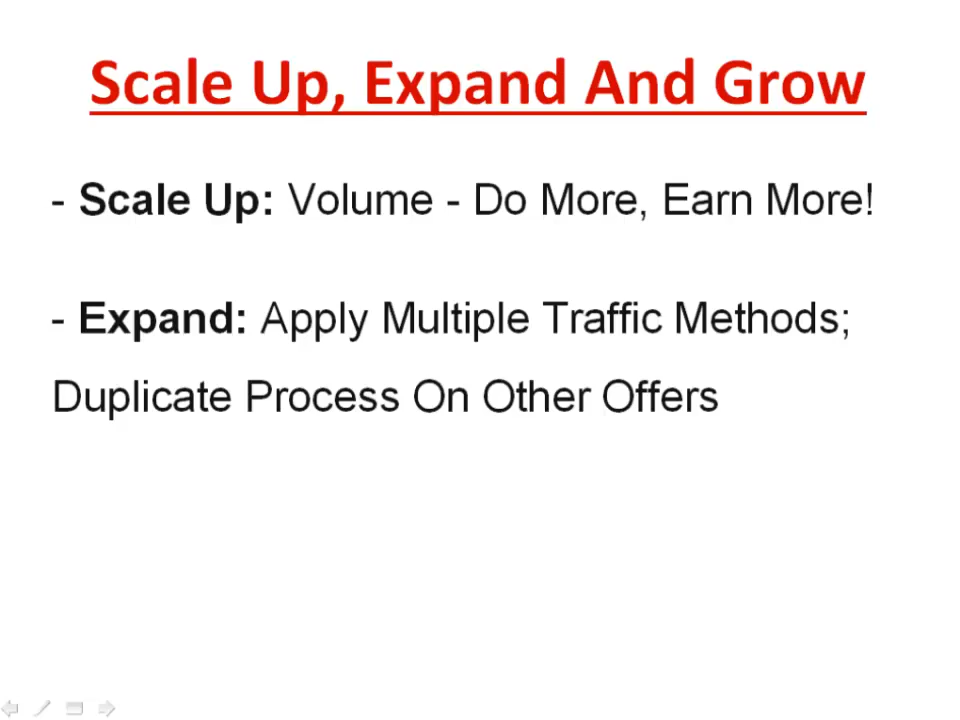 Scale Up, Expand And Grow
- Scale Up: Volume - Do More, Earn More!
- Expand: Apply Multiple Traffic Methods;
Duplicate Process On Other Offers